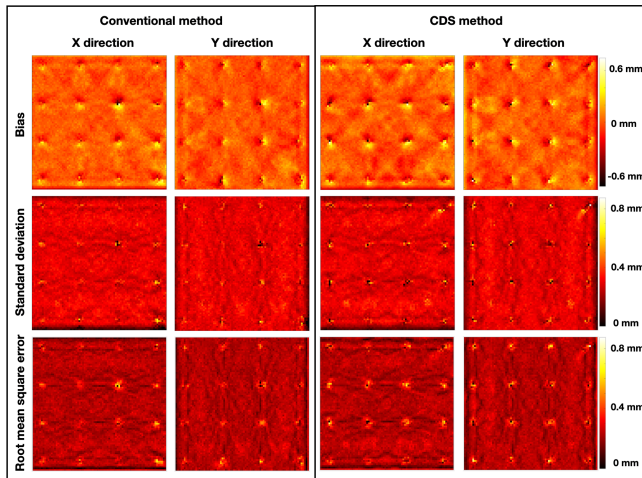 Conventional method
CDS method
X direction
Y direction
X direction
Y direction
Bias
0.6 mm
0 mm
-0.6 mm
Standard deviation
0.8 mm
0.4 mm
0 mm
Root mean square error
0.8 mm
0.4 mm
0 mm